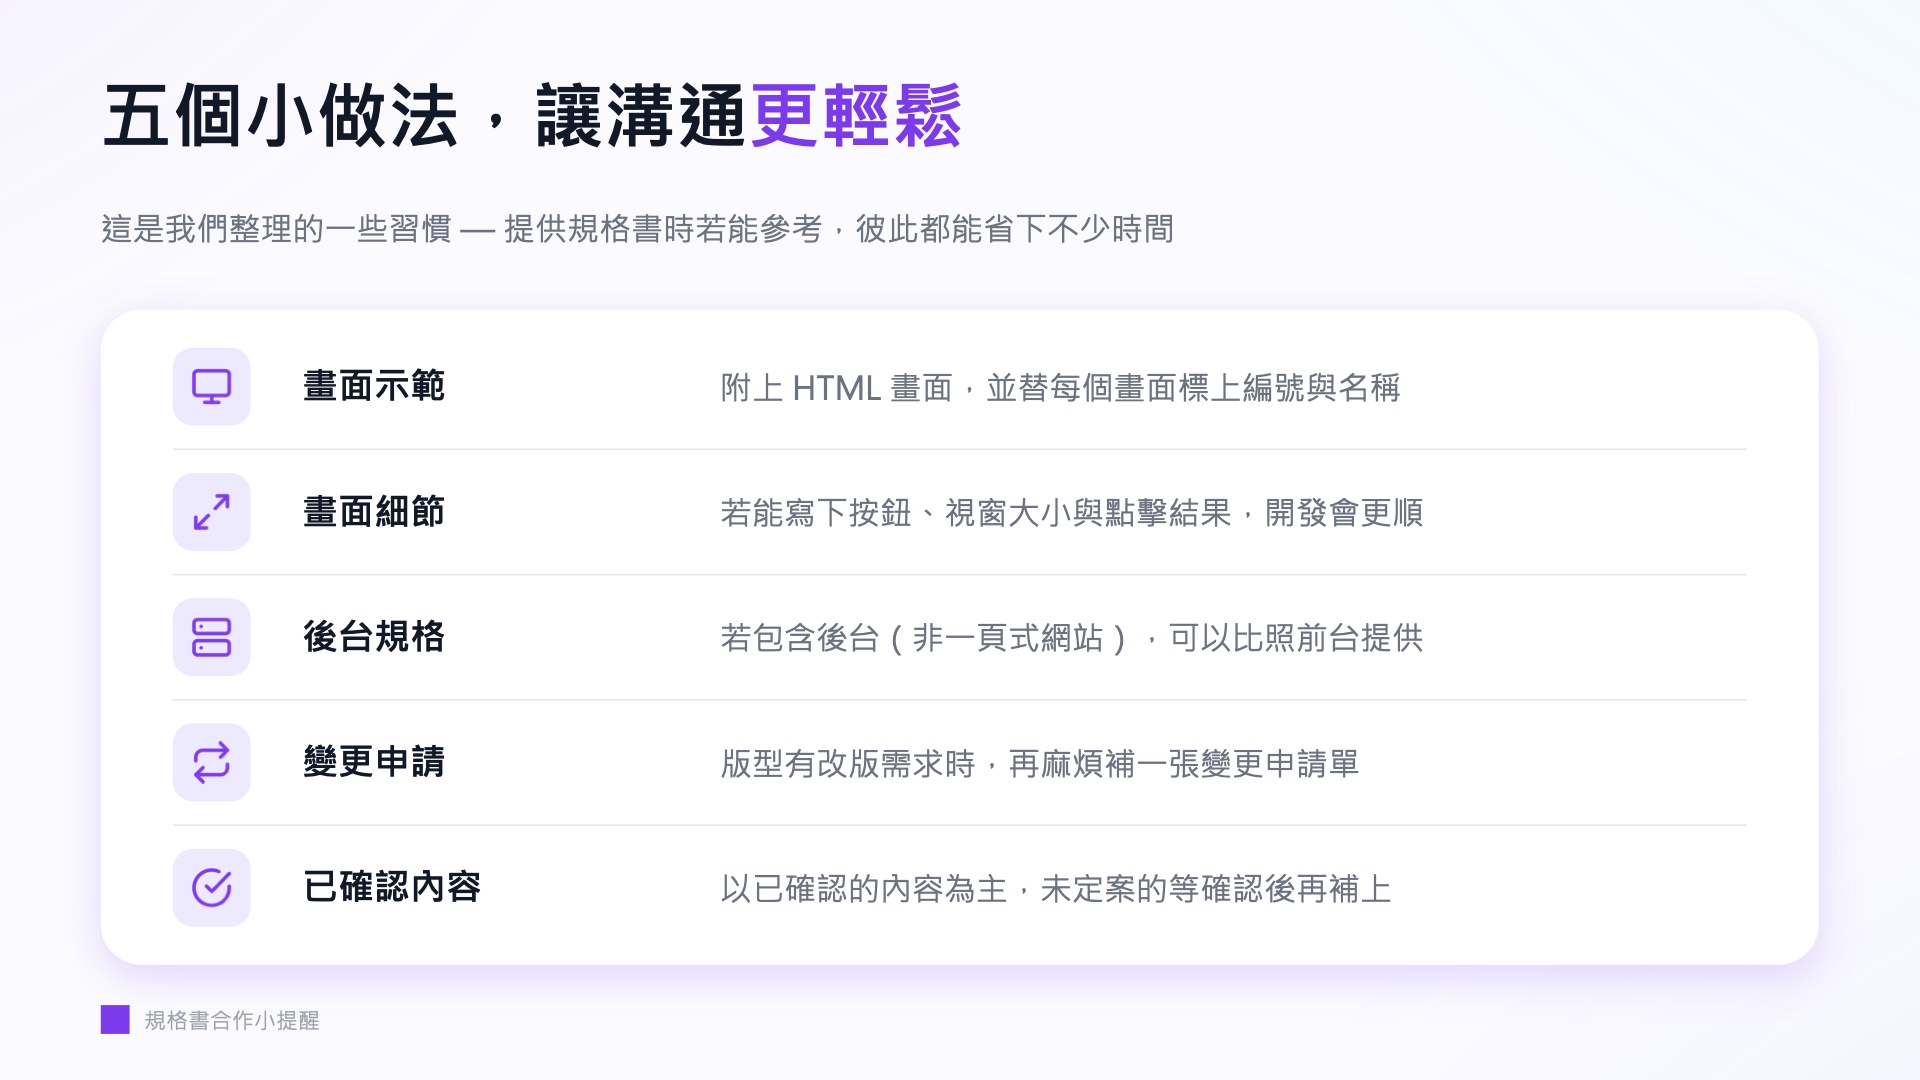 五個小做法，讓溝通更輕鬆
這是我們整理的一些習慣 — 提供規格書時若能參考，彼此都能省下不少時間
畫面示範
附上 HTML 畫面，並替每個畫面標上編號與名稱
畫面細節
若能寫下按鈕、視窗大小與點擊結果，開發會更順
後台規格
若包含後台（非一頁式網站），可以比照前台提供
變更申請
版型有改版需求時，再麻煩補一張變更申請單
已確認內容
以已確認的內容為主，未定案的等確認後再補上
規格書合作小提醒